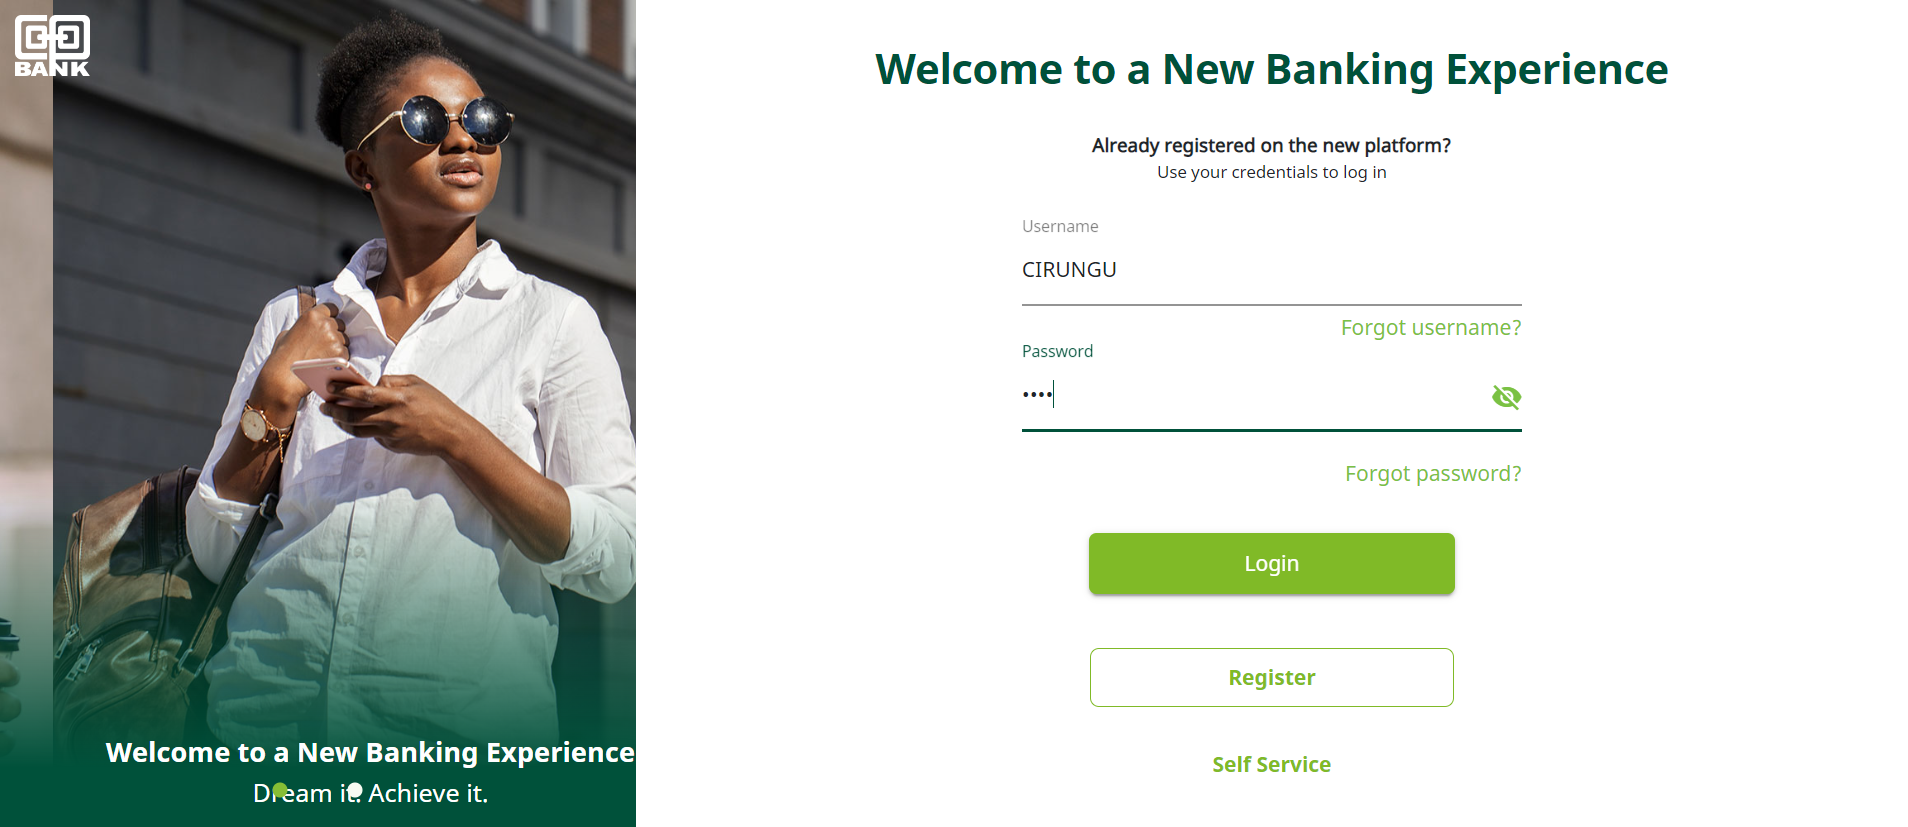 BANK
Welcome to a New Banking Experience
Dream it. Achieve it.
Welcome to a New Banking Experience
Already registered on the new platform?
Use your credentials to log in
Username
CIRUNGU
Forgot username?
Password
••••
Forgot password?
Login
Register
Self Service